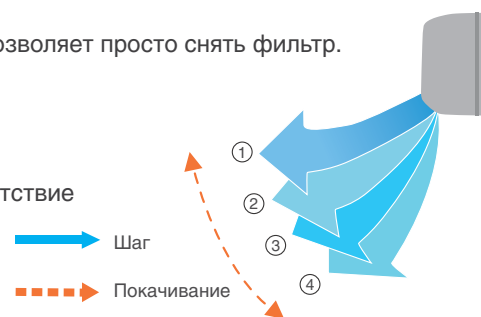 озволяет просто снять фильтр.
①
②
тствие
③
Шаг
④
Покачивание